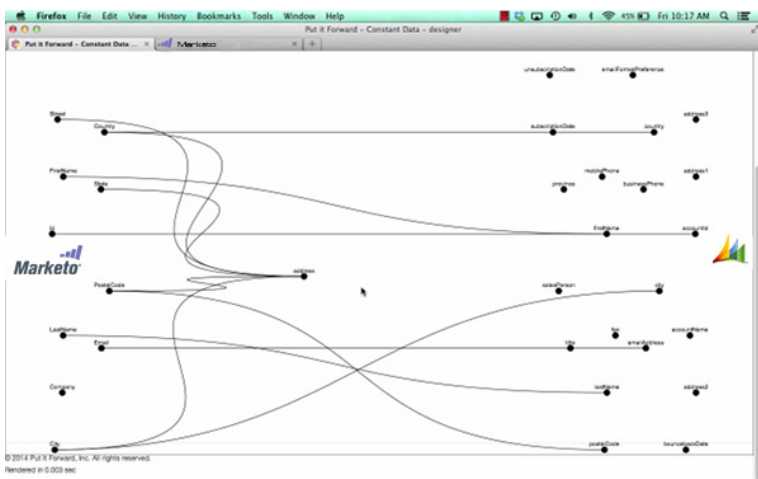 Firefox File Edit View History Bookmarks Tools Window Help 45% Fri 10:17 AM
Put it Forward - Constant Data - designer
Put it Forward - Constant Data ... × Marketo × +
unsubscritionDate emailFormatPreference
Street address3
Country subscritionDate country
FirstName mobilePhone address1
State province businessPhone
Id firstName accountId
Marketo
address
PostalCode salesPerson city
LastName fax accountName
Email title emailAddress
Company lastName address2
City postalCode bouncebackDate
© 2014 Put it Forward, Inc. All rights reserved.
Rendered in 0.003 sec